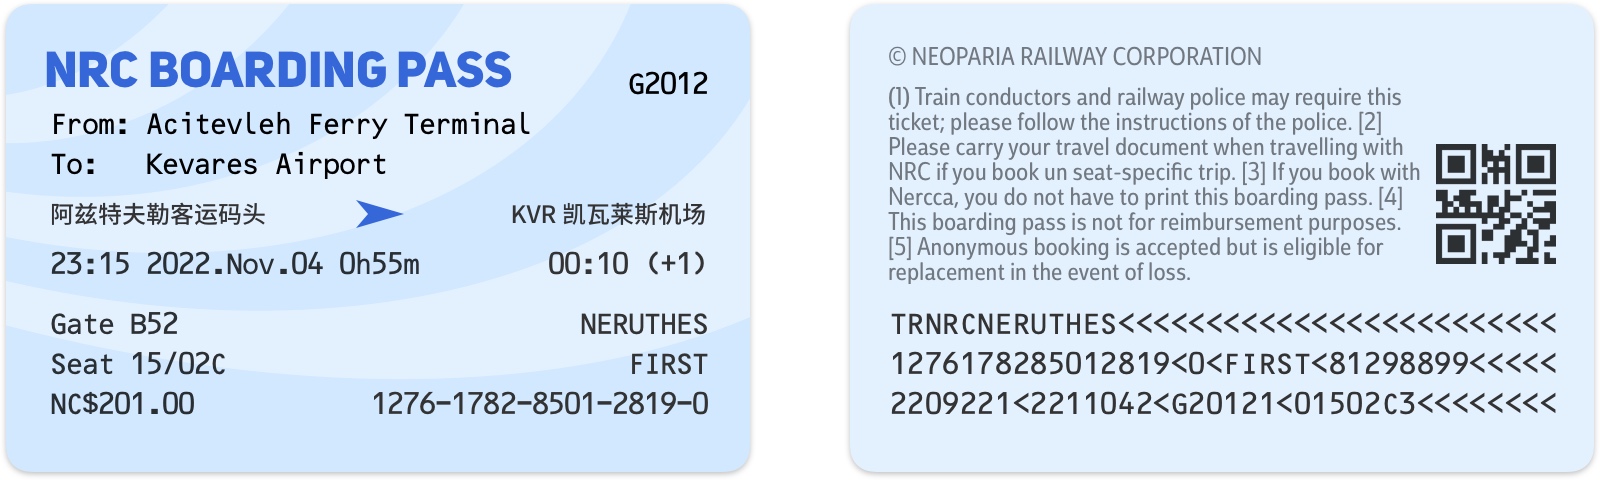 NRC BOARDING PASS
G2012
From: Acitevleh Ferry Terminal
To: Kevares Airport
阿兹特夫勒客运码头 KVR 凯瓦莱斯机场
23:15 2022.Nov.04 0h55m 00:10 (+1)
Gate B52 NERUTHES
Seat 15/02C FIRST
NC$201.00 1276-1782-8501-2819-0
© NEOPARIA RAILWAY CORPORATION
(1) Train conductors and railway police may require this
ticket; please follow the instructions of the police. [2]
Please carry your travel document when travelling with
NRC if you book un seat-specific trip. [3] If you book with
Nercca, you do not have to print this boarding pass. [4]
This boarding pass is not for reimbursement purposes.
[5] Anonymous booking is accepted but is eligible for
replacement in the event of loss.
TRNRCNERUTHES<<<<<<<<<<<<<<<<<<<<<<<<<
1276178285012819<0<FIRST<81298899<<<<<
2209221<2211042<G20121<01502C3<<<<<<<<